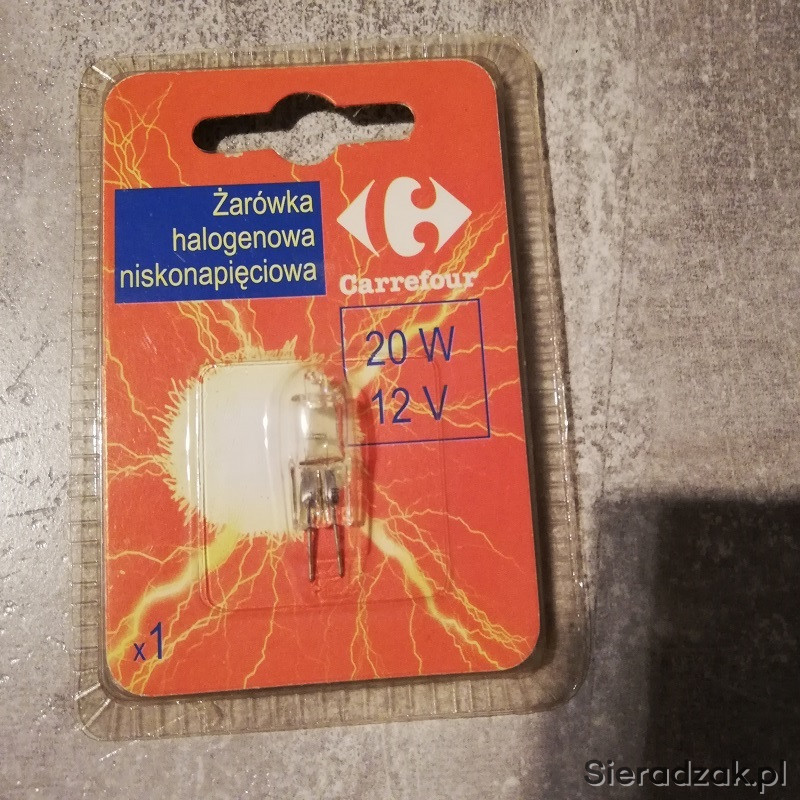 Żarówka
halogenowa
niskonapięciowa
Carrefour
20 W
12 V
x1
Sieradzak.pl